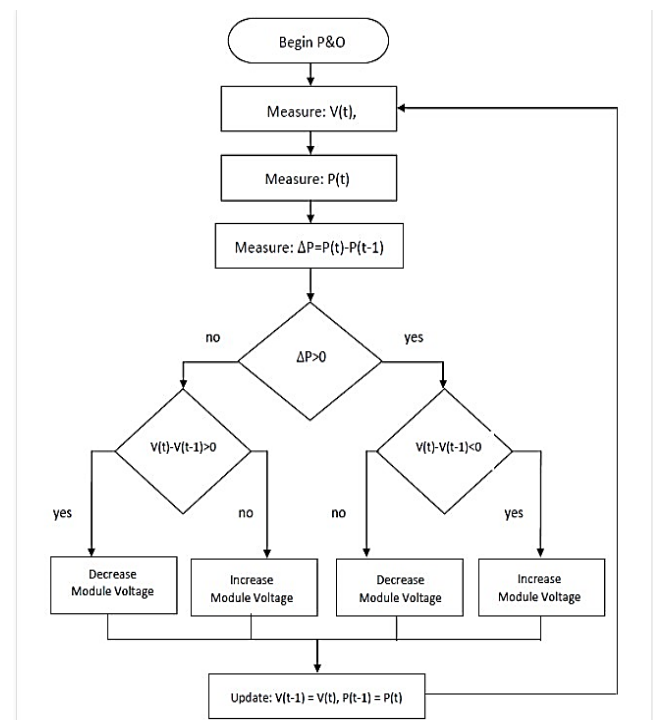 Begin P&O
Measure: V(t),
Measure: P(t)
Measure: ΔP=P(t)-P(t-1)
no
yes
ΔP>0
V(t)-V(t-1)>0
V(t)-V(t-1)<0
yes
no
no
yes
Decrease
Module Voltage
Increase
Module Voltage
Decrease
Module Voltage
Increase
Module Voltage
Update: V(t-1) = V(t), P(t-1) = P(t)